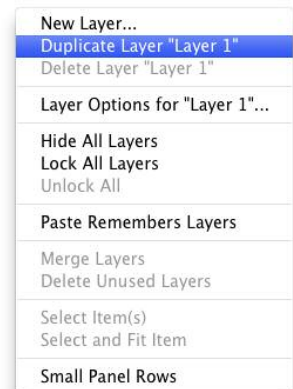 New Layer...
Duplicate Layer "Layer 1"
Delete Layer "Layer 1"
Layer Options for "Layer 1"...
Hide All Layers
Lock All Layers
Unlock All
Paste Remembers Layers
Merge Layers
Delete Unused Layers
Select Item(s)
Select and Fit Item
Small Panel Rows